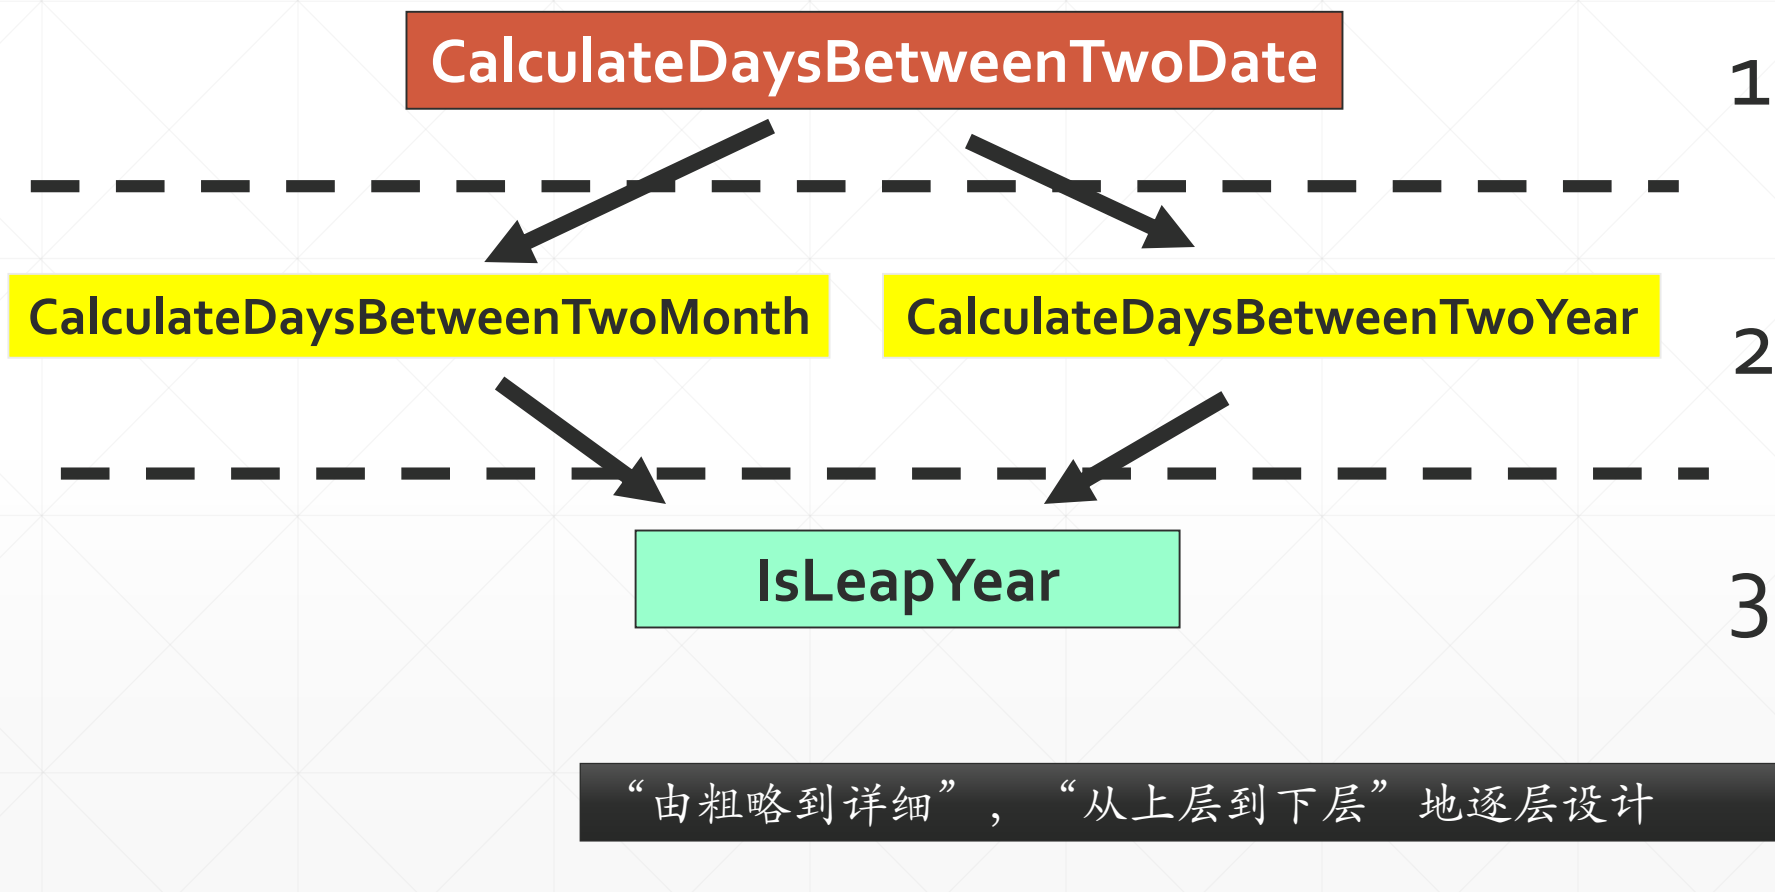 CalculateDaysBetweenTwoDate
1
CalculateDaysBetweenTwoMonth
CalculateDaysBetweenTwoYear
2
IsLeapYear
3
“由粗略到详细”，“从上层到下层”地逐层设计